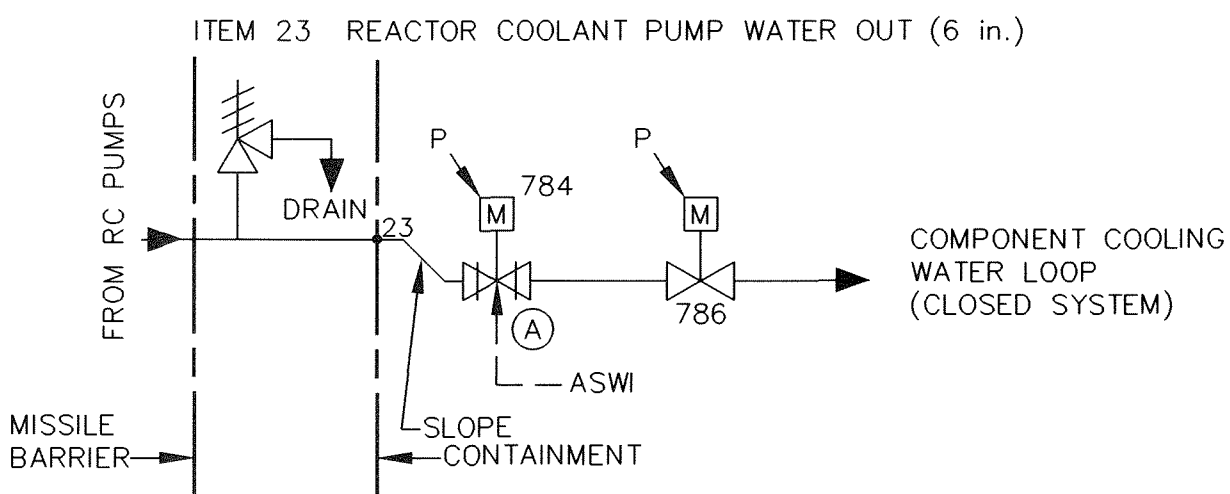 ITEM 23 REACTOR COOLANT PUMP WATER OUT (6 in.)
FROM RC PUMPS
P
P
784
M
M
DRAIN
23
COMPONENT COOLING
WATER LOOP
(CLOSED SYSTEM)
786
A
ASWI
SLOPE
MISSILE
BARRIER
CONTAINMENT